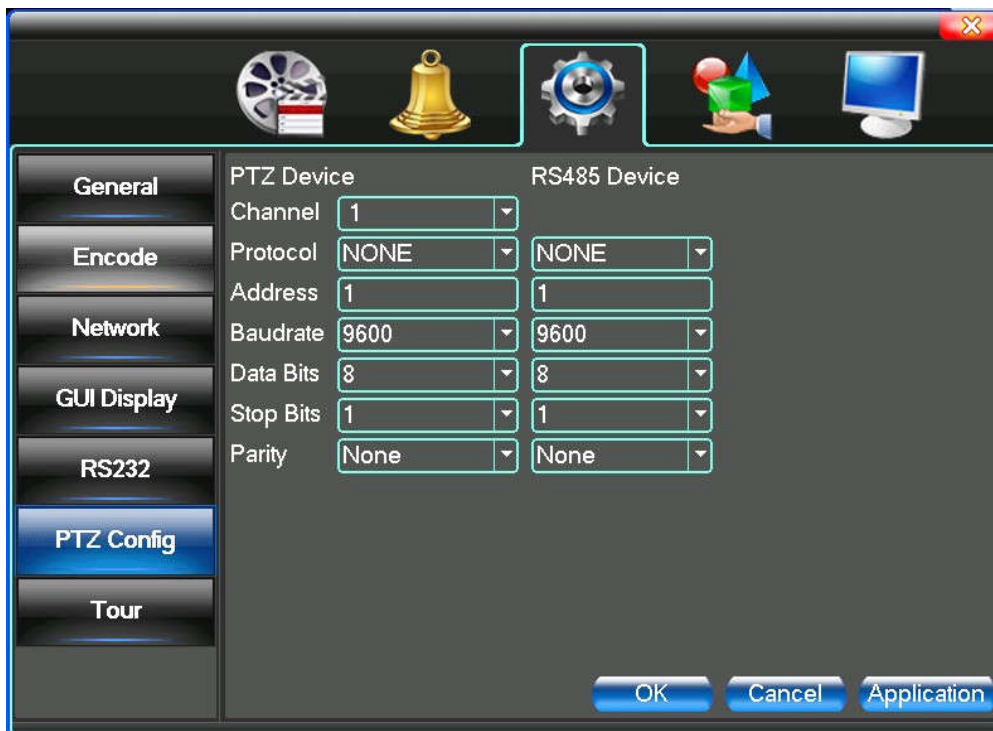 General
Encode
Network
GUI Display
RS232
PTZ Config
Tour
PTZ Device RS485 Device
Channel 1
Protocol NONE NONE
Address 1 1
Baudrate 9600 9600
Data Bits 8 8
Stop Bits 1 1
Parity None None
OK Cancel Application